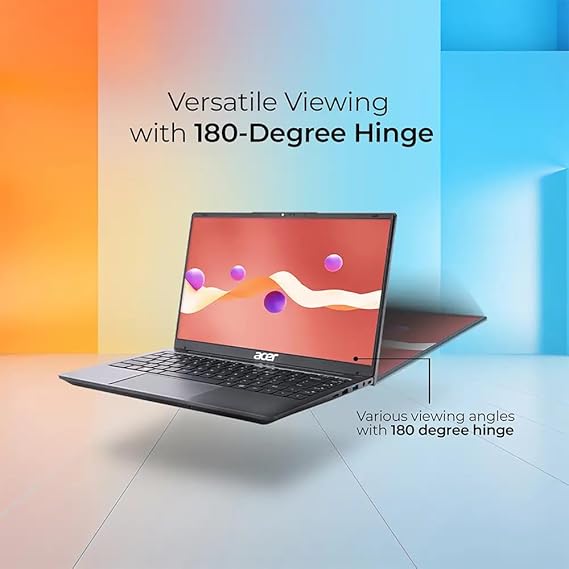 Versatile Viewing
with 180-Degree Hinge
acer
Various viewing angles
with 180 degree hinge